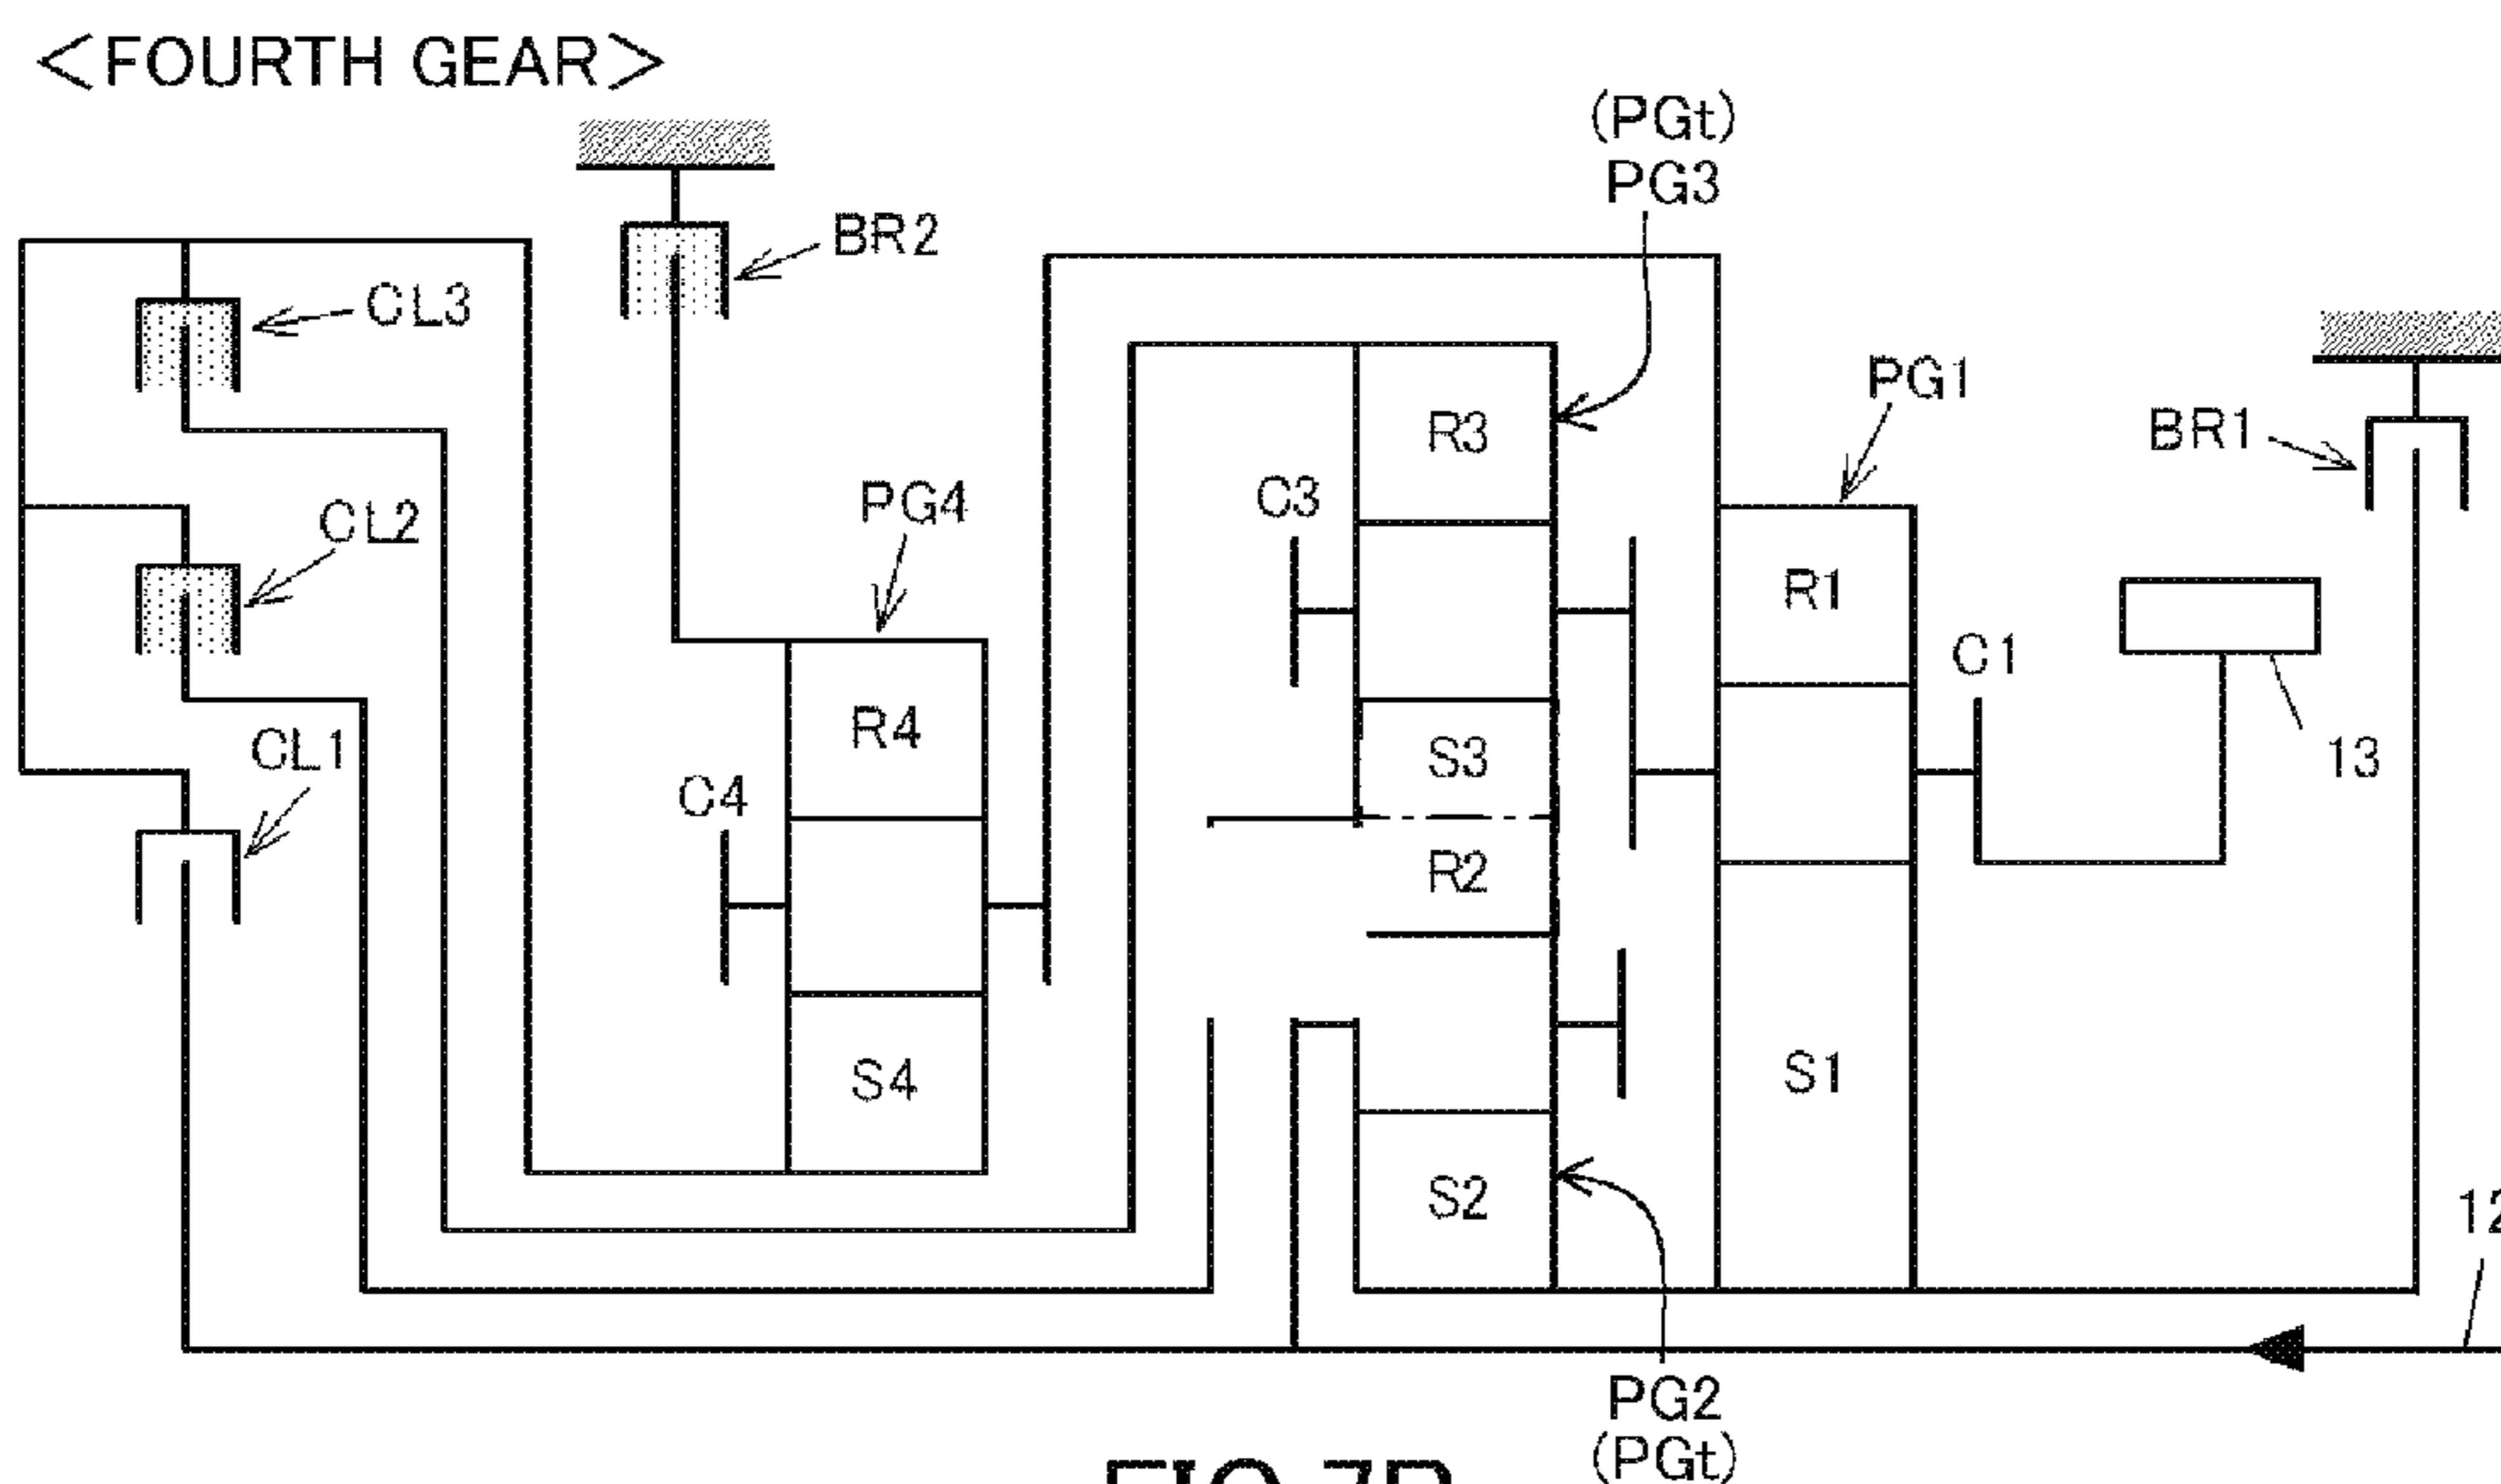 <FOURTH GEAR>
(PGt)
PG3
BR2
CL3
PG1
BR1
R3
C3
PG4
CL2
R1
C1
R4
CL1
S3
13
C4
R2
S4
S1
S2
12
PG2
(PGt)